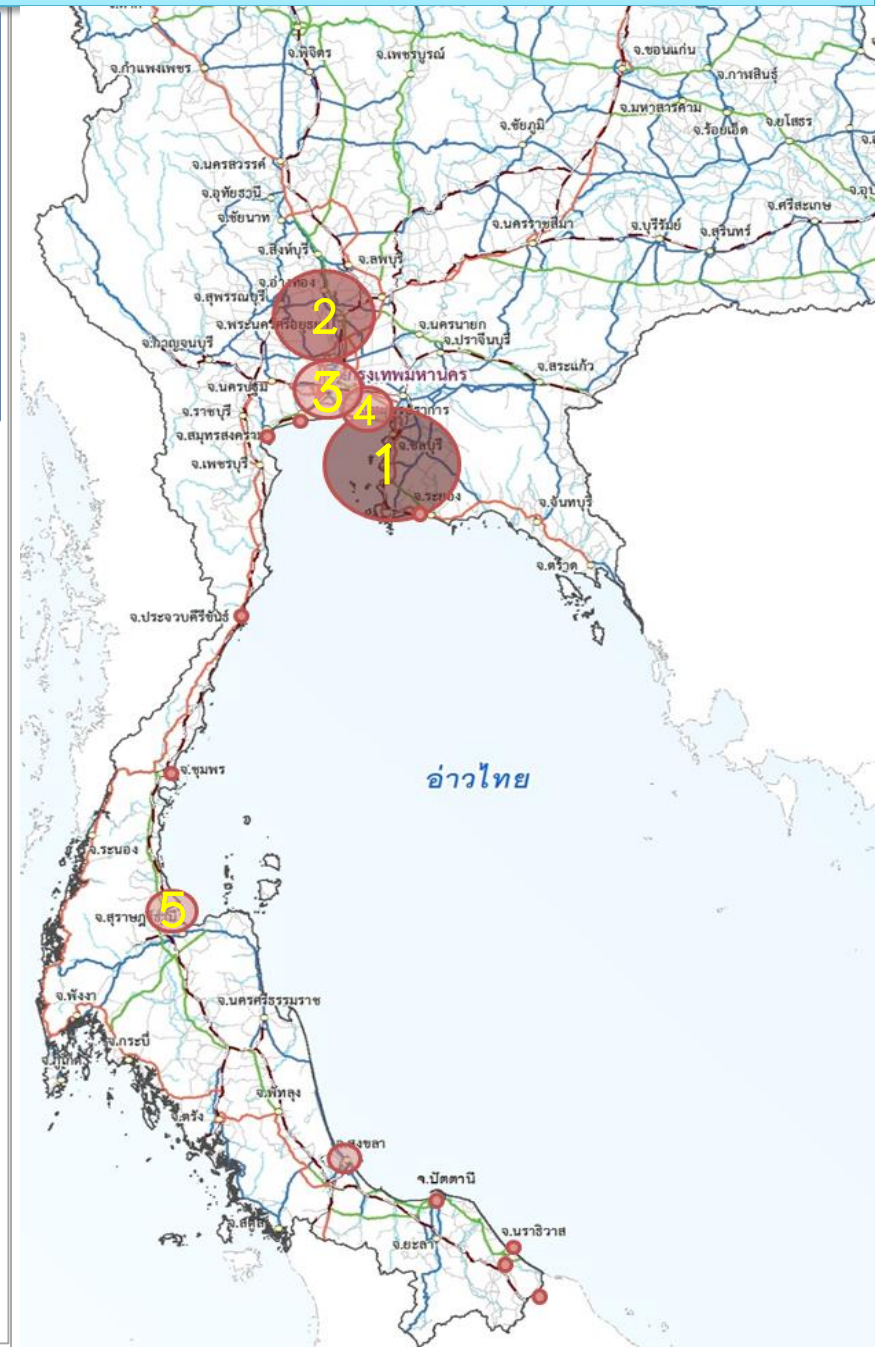 จ.พิจิตร
จ.เพชรบูรณ์
จ.ขอนแก่น
จ.กำแพงเพชร
จ.กาฬสินธุ์
จ.มหาสารคาม
จ.ร้อยเอ็ด
จ.ยโสธร
จ.ชัยภูมิ
จ.นครสวรรค์
จ.อุทัยธานี
จ.ชัยนาท
จ.ศรีสะเกษ
จ.นครราชสีมา
จ.บุรีรัมย์
จ.สุรินทร์
จ.สิงห์บุรี
จ.ลพบุรี
จ.อ่างทอง
จ.สุพรรณบุรี
2
จ.พระนครศรีอยุธยา
จ.นครนายก
จ.ปราจีนบุรี
จ.กาญจนบุรี
จ.สระแก้ว
กรุงเทพมหานคร
จ.นครปฐม
3
4
จ.ราชบุรี
จ.สมุทรสงคราม
จ.ชลบุรี
1
จ.เพชรบุรี
จ.ระยอง
จ.จันทบุรี
จ.ตราด
จ.ประจวบคีรีขันธ์
จ.ชุมพร
อ่าวไทย
จ.ระนอง
5
จ.สุราษฎร์ธานี
จ.พังงา
จ.นครศรีธรรมราช
จ.กระบี่
จ.พัทลุง
จ.ตรัง
จ.สงขลา
จ.ปัตตานี
จ.สตูล
จ.ยะลา
จ.นราธิวาส